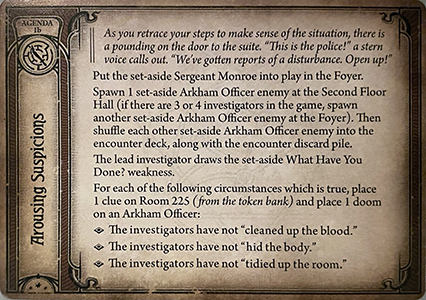 AGENDA
1b
Arousing Suspicions
As you retrace your steps to make sense of the situation, there is
a pounding on the door to the suite. “This is the police!” a stern
voice calls out. “We’ve gotten reports of a disturbance. Open up!”
Put the set-aside Sergeant Monroe into play in the Foyer.
Spawn 1 set-aside Arkham Officer enemy at the Second Floor
Hall (if there are 3 or 4 investigators in the game, spawn
another set-aside Arkham Officer enemy at the Foyer). Then
shuffle each other set-aside Arkham Officer enemy into the
encounter deck, along with the encounter discard pile.
The lead investigator draws the set-aside What Have You
Done? weakness.
For each of the following circumstances which is true, place
1 clue on Room 225 (from the token bank) and place 1 doom
on an Arkham Officer:
The investigators have not “cleaned up the blood.”
The investigators have not “hid the body.”
The investigators have not “tidied up the room.”